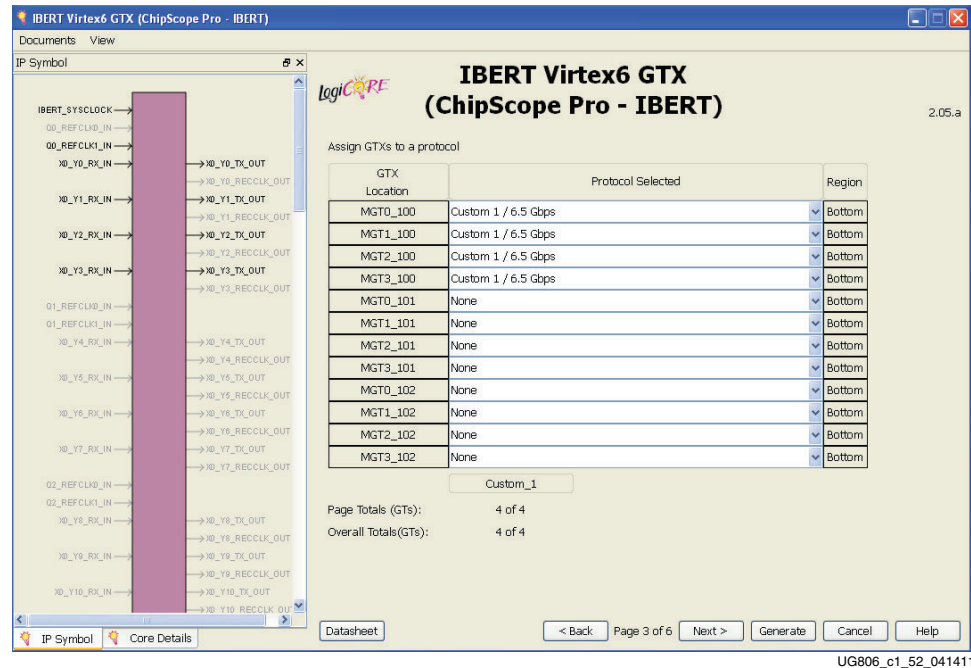 IBERT Virtex6 GTX (ChipScope Pro - IBERT)
Documents View
IP Symbol
IBERT_SYSCLOCK
Q0_REFCLK0_IN
Q0_REFCLK1_IN
X0_Y0_RX_IN
X0_Y0_TX_OUT
X0_Y0_RECCLK_OUT
X0_Y1_RX_IN
X0_Y1_TX_OUT
X0_Y1_RECCLK_OUT
X0_Y2_RX_IN
X0_Y2_TX_OUT
X0_Y2_RECCLK_OUT
X0_Y3_RX_IN
X0_Y3_TX_OUT
X0_Y3_RECCLK_OUT
Q1_REFCLK0_IN
Q1_REFCLK1_IN
X0_Y4_RX_IN
X0_Y4_TX_OUT
X0_Y4_RECCLK_OUT
X0_Y5_RX_IN
X0_Y5_TX_OUT
X0_Y5_RECCLK_OUT
X0_Y6_RX_IN
X0_Y6_TX_OUT
X0_Y6_RECCLK_OUT
X0_Y7_RX_IN
X0_Y7_TX_OUT
X0_Y7_RECCLK_OUT
Q2_REFCLK0_IN
Q2_REFCLK1_IN
X0_Y8_RX_IN
X0_Y8_TX_OUT
X0_Y8_RECCLK_OUT
X0_Y9_RX_IN
X0_Y9_TX_OUT
X0_Y9_RECCLK_OUT
X0_Y10_RX_IN
X0_Y10_TX_OUT
X0_Y10_RECCLK_OU
IP Symbol Core Details
LogiCORE
IBERT Virtex6 GTX
(ChipScope Pro - IBERT)
2.05.a
Assign GTXs to a protocol
GTX Location Protocol Selected Region
MGT0_100 Custom 1 / 6.5 Gbps Bottom
MGT1_100 Custom 1 / 6.5 Gbps Bottom
MGT2_100 Custom 1 / 6.5 Gbps Bottom
MGT3_100 Custom 1 / 6.5 Gbps Bottom
MGT0_101 None Bottom
MGT1_101 None Bottom
MGT2_101 None Bottom
MGT3_101 None Bottom
MGT0_102 None Bottom
MGT1_102 None Bottom
MGT2_102 None Bottom
MGT3_102 None Bottom
Custom_1
Page Totals (GTs): 4 of 4
Overall Totals(GTs): 4 of 4
Datasheet < Back Page 3 of 6 Next > Generate Cancel Help
UG806_c1_52_041411